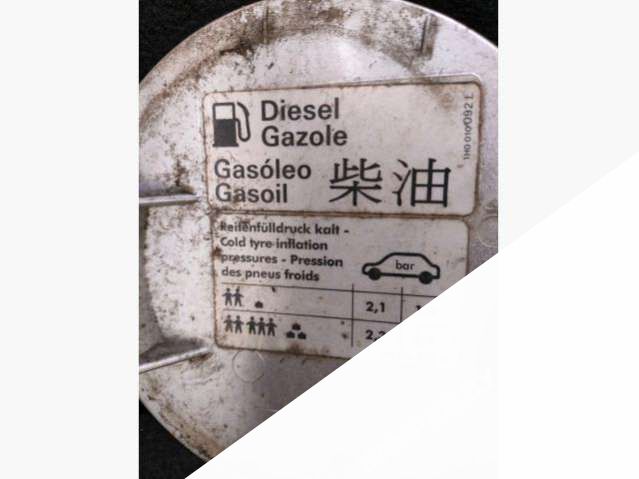 Diesel
Gazole
Gasóleo 柴油
Gasoil
1H0 010 092 L
Reifenfülldruck kalt -
Cold tyre inflation
pressures - Pression
des pneus froids
bar
2,1